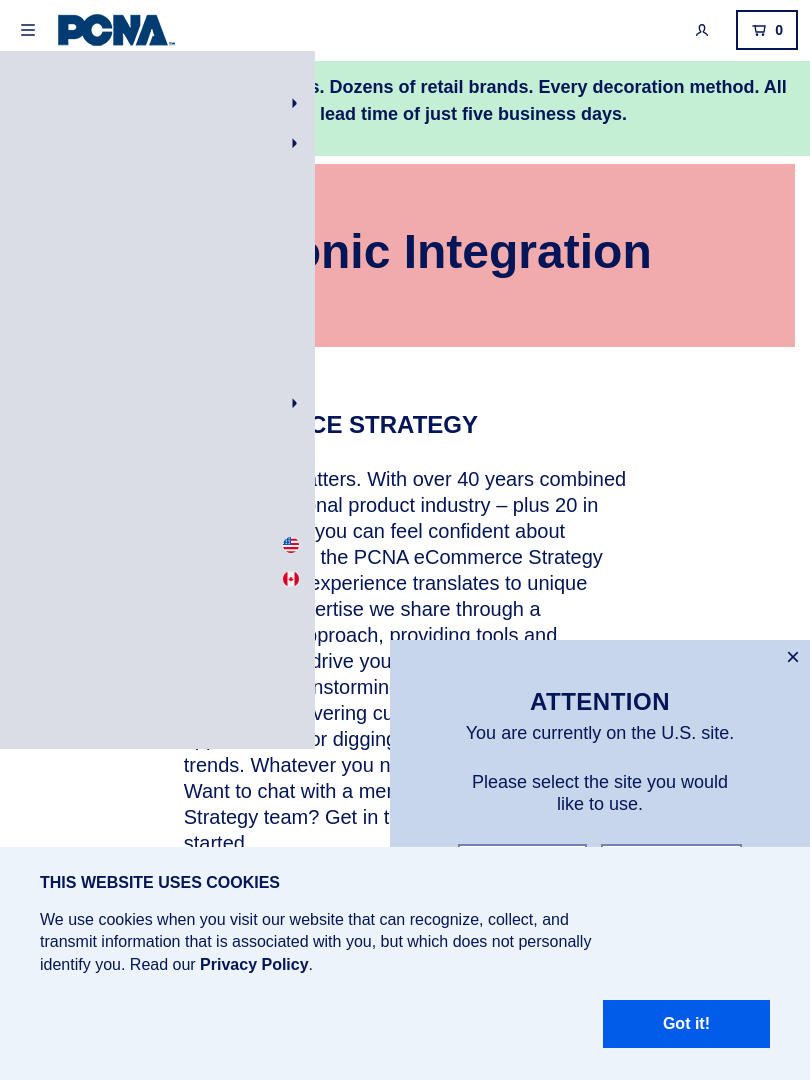 PCNA
0
s. Dozens of retail brands. Every decoration method. All
lead time of just five business days.
onic Integration
CE STRATEGY
atters. With over 40 years combined
onal product industry – plus 20 in
you can feel confident about
the PCNA eCommerce Strategy
experience translates to unique
ertise we share through a
pproach, providing tools and
drive you
nstorming
vering cu
or digging
trends. Whatever you n
Want to chat with a mem
Strategy team? Get in t
started.
×
ATTENTION
You are currently on the U.S. site.
Please select the site you would
like to use.
THIS WEBSITE USES COOKIES
We use cookies when you visit our website that can recognize, collect, and
transmit information that is associated with you, but which does not personally
identify you. Read our Privacy Policy.
Got it!